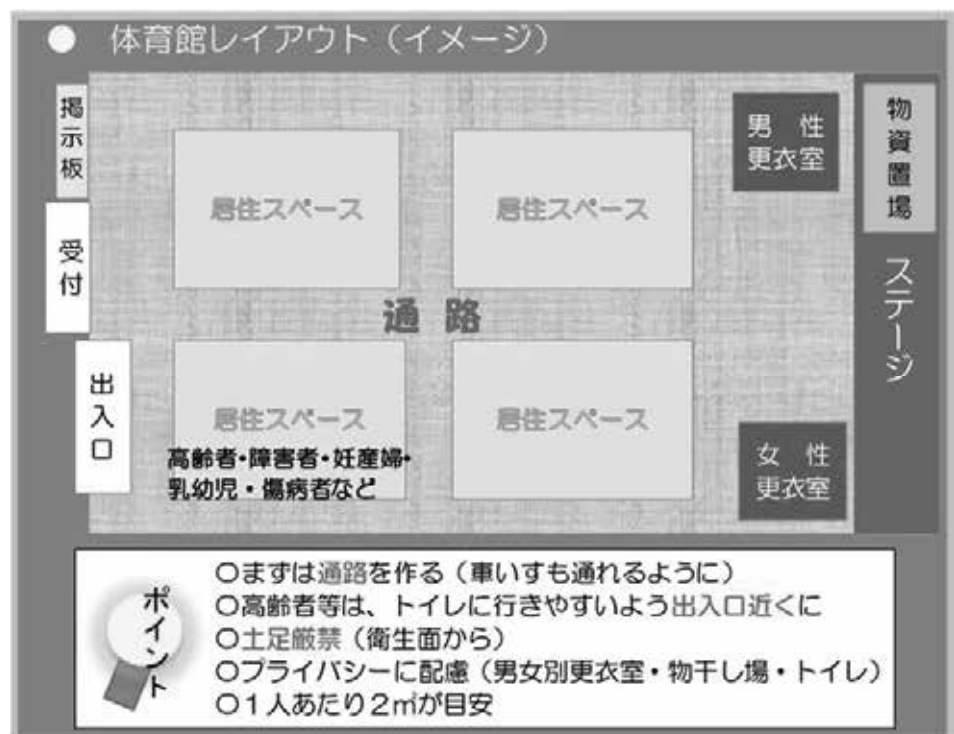 ● 体育館レイアウト（イメージ）
掲示板
受付
出入口
居住スペース
居住スペース
通路
居住スペース
高齢者・障害者・妊産婦・
乳幼児・傷病者など
居住スペース
男性
更衣室
女性
更衣室
物資置場
ステージ
ポイント
〇まずは通路を作る（車いすも通れるように）
〇高齢者等は、トイレに行きやすいよう出入口近くに
〇土足厳禁（衛生面から）
〇プライバシーに配慮（男女別更衣室・物干し場・トイレ）
〇１人あたり２㎡が目安